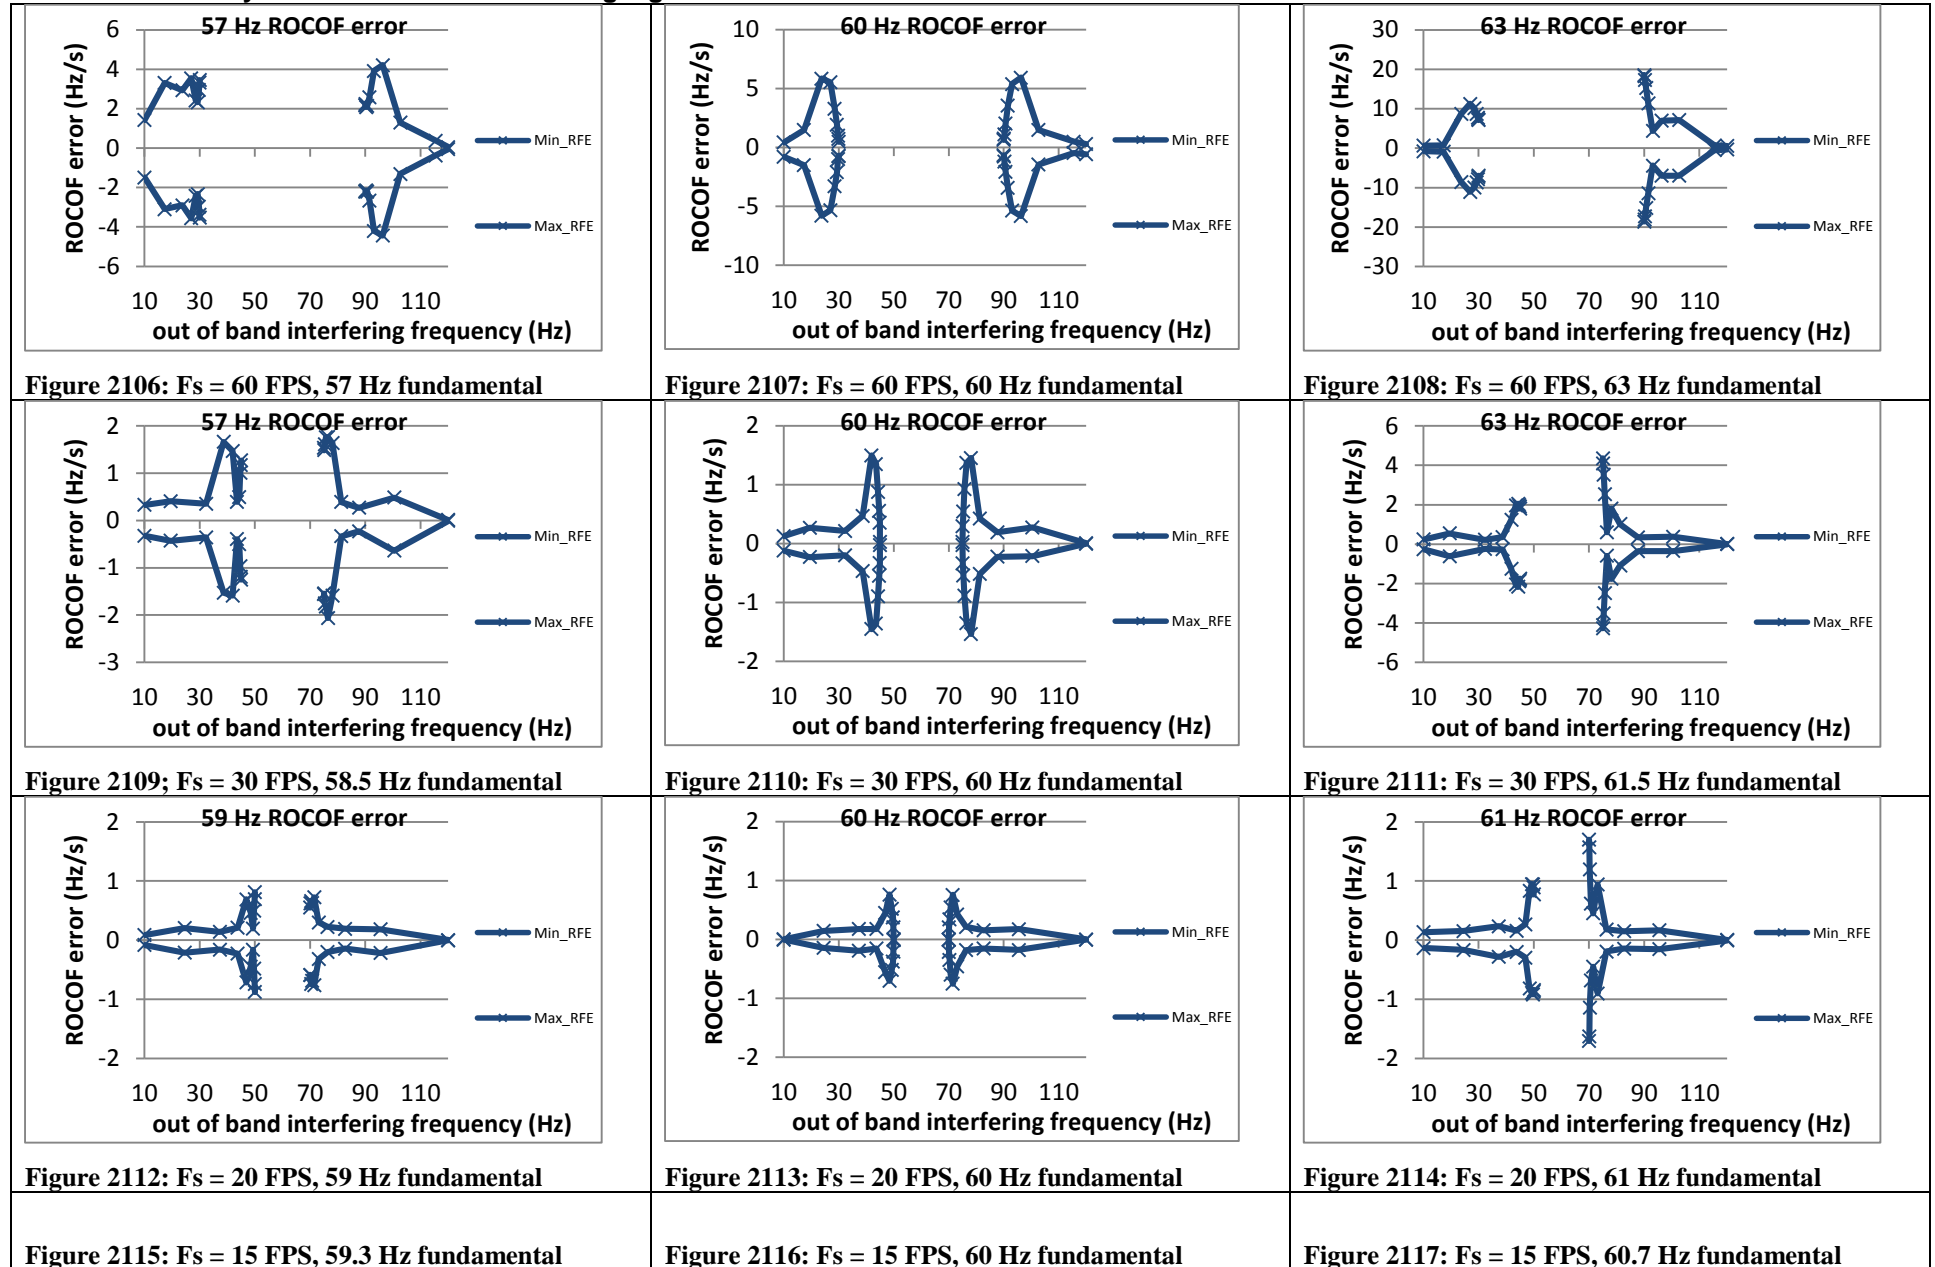 57 Hz ROCOF error
6
4
2
0
-2
-4
-6
ROCOF error (Hz/s)
10 30 50 70 90 110
out of band interfering frequency (Hz)
Min_RFE
Max_RFE
Figure 2106: Fs = 60 FPS, 57 Hz fundamental
60 Hz ROCOF error
10
5
0
-5
-10
ROCOF error (Hz/s)
10 30 50 70 90 110
out of band interfering frequency (Hz)
Min_RFE
Max_RFE
Figure 2107: Fs = 60 FPS, 60 Hz fundamental
63 Hz ROCOF error
30
20
10
0
-10
-20
-30
ROCOF error (Hz/s)
10 30 50 70 90 110
out of band interfering frequency (Hz)
Min_RFE
Max_RFE
Figure 2108: Fs = 60 FPS, 63 Hz fundamental
57 Hz ROCOF error
2
1
0
-1
-2
-3
ROCOF error (Hz/s)
10 30 50 70 90 110
out of band interfering frequency (Hz)
Min_RFE
Max_RFE
Figure 2109; Fs = 30 FPS, 58.5 Hz fundamental
60 Hz ROCOF error
2
1
0
-1
-2
ROCOF error (Hz/s)
10 30 50 70 90 110
out of band interfering frequency (Hz)
Min_RFE
Max_RFE
Figure 2110: Fs = 30 FPS, 60 Hz fundamental
63 Hz ROCOF error
6
4
2
0
-2
-4
-6
ROCOF error (Hz/s)
10 30 50 70 90 110
out of band interfering frequency (Hz)
Min_RFE
Max_RFE
Figure 2111: Fs = 30 FPS, 61.5 Hz fundamental
59 Hz ROCOF error
2
1
0
-1
-2
ROCOF error (Hz/s)
10 30 50 70 90 110
out of band interfering frequency (Hz)
Min_RFE
Max_RFE
Figure 2112: Fs = 20 FPS, 59 Hz fundamental
60 Hz ROCOF error
2
1
0
-1
-2
ROCOF error (Hz/s)
10 30 50 70 90 110
out of band interfering frequency (Hz)
Min_RFE
Max_RFE
Figure 2113: Fs = 20 FPS, 60 Hz fundamental
61 Hz ROCOF error
2
1
0
-1
-2
ROCOF error (Hz/s)
10 30 50 70 90 110
out of band interfering frequency (Hz)
Min_RFE
Max_RFE
Figure 2114: Fs = 20 FPS, 61 Hz fundamental
Figure 2115: Fs = 15 FPS, 59.3 Hz fundamental
Figure 2116: Fs = 15 FPS, 60 Hz fundamental
Figure 2117: Fs = 15 FPS, 60.7 Hz fundamental